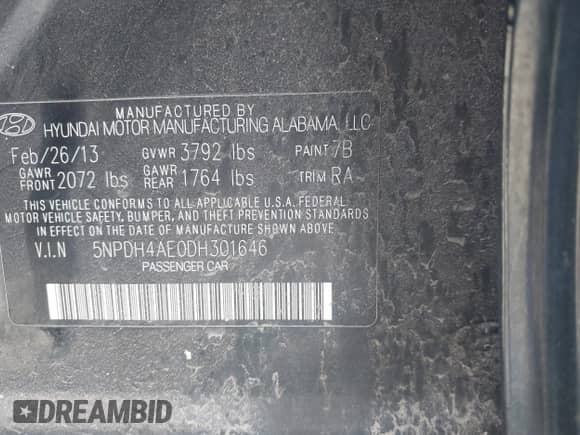 MANUFACTURED BY
HYUNDAI MOTOR MANUFACTURING ALABAMA, LLC
Feb/26/13 GVWR 3792 lbs PAINT 7B
GAWR FRONT 2072 lbs GAWR REAR 1764 lbs TRIM RA
THIS VEHICLE CONFORMS TO ALL APPLICABLE U.S.A. FEDERAL
MOTOR VEHICLE SAFETY, BUMPER, AND THEFT PREVENTION STANDARDS
IN EFFECT ON THE DATE OF MANUFACTURE SHOWN ABOVE.
V.I.N 5NPDH4AE0DH301646
PASSENGER CAR
DREAMBID